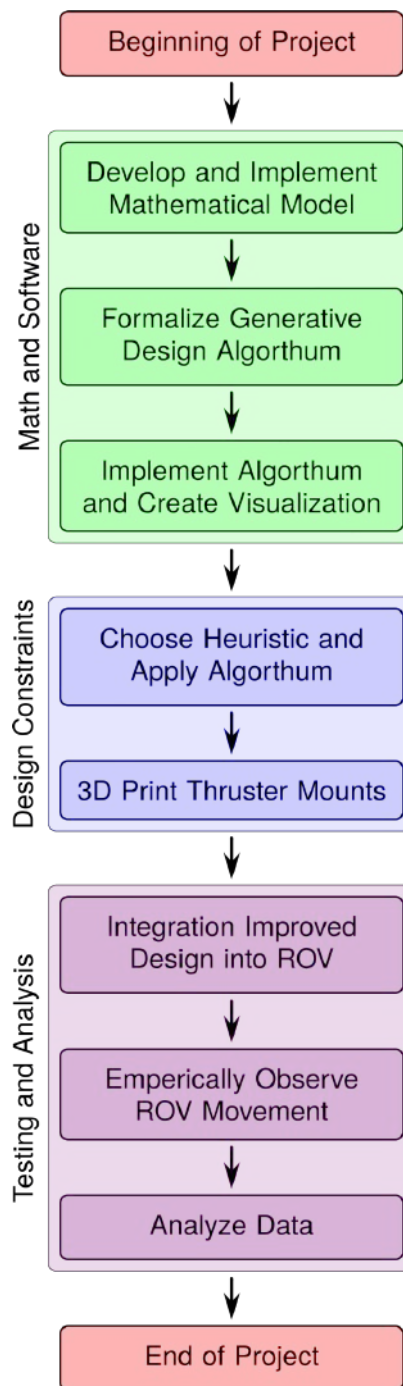 Beginning of Project
Math and Software
Develop and Implement
Mathematical Model
Formalize Generative
Design Algorthum
Implement Algorthum
and Create Visualization
Design Constraints
Choose Heuristic and
Apply Algorthum
3D Print Thruster Mounts
Testing and Analysis
Integration Improved
Design into ROV
Emperically Observe
ROV Movement
Analyze Data
End of Project